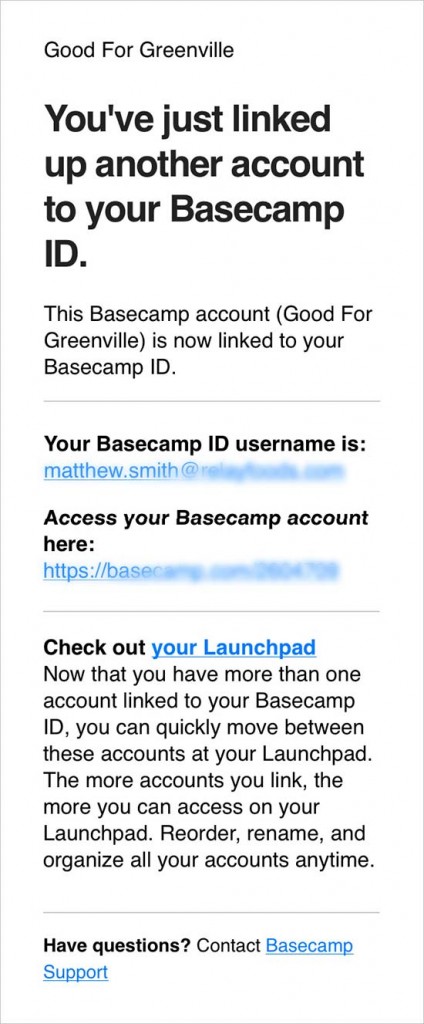 Good For Greenville
You've just linked
up another account
to your Basecamp
ID.
This Basecamp account (Good For
Greenville) is now linked to your
Basecamp ID.
Your Basecamp ID username is:
matthew.smith@
Access your Basecamp account
here:
https://basecamp.com/
Check out your Launchpad
Now that you have more than one
account linked to your Basecamp
ID, you can quickly move between
these accounts at your Launchpad.
The more accounts you link, the
more you can access on your
Launchpad. Reorder, rename, and
organize all your accounts anytime.
Have questions? Contact Basecamp
Support